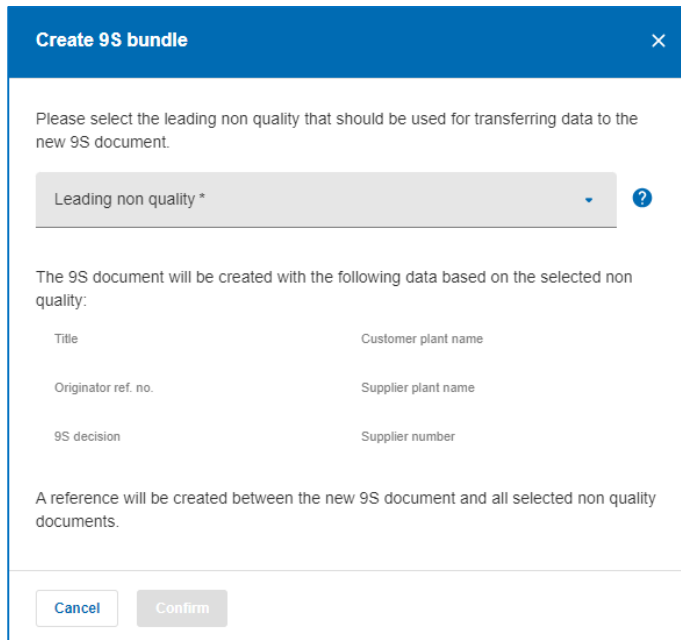 Create 9S bundle
Please select the leading non quality that should be used for transferring data to the
new 9S document.
Leading non quality *
The 9S document will be created with the following data based on the selected non
quality:
Title
Customer plant name
Originator ref. no.
Supplier plant name
9S decision
Supplier number
A reference will be created between the new 9S document and all selected non quality
documents.
Cancel
Confirm